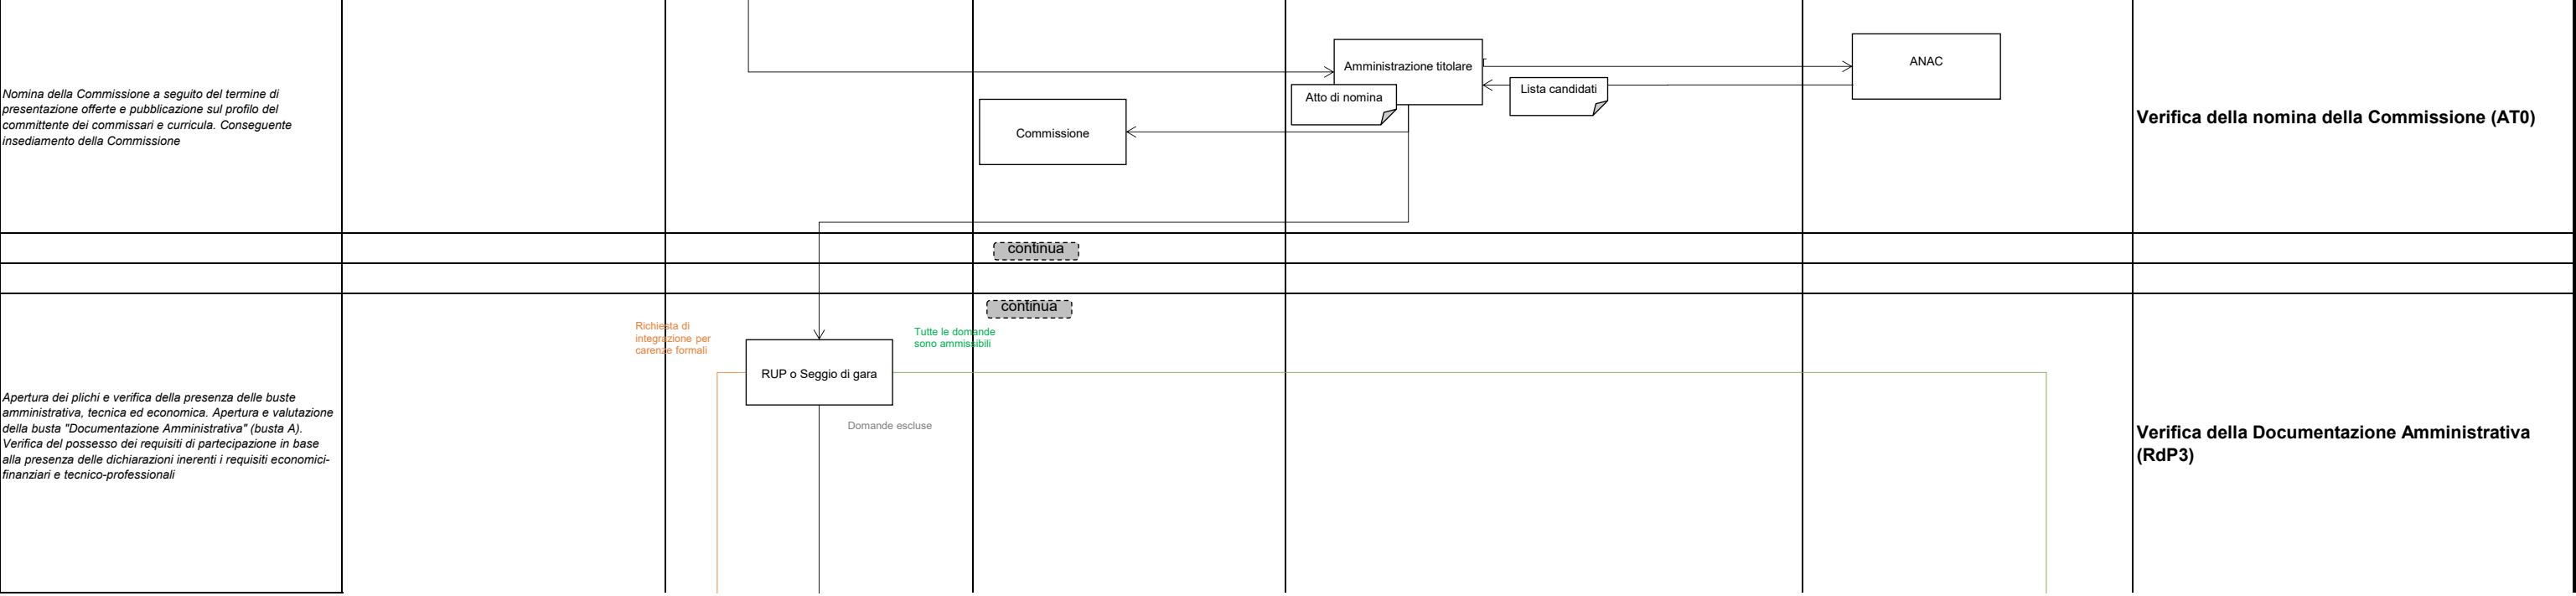 Nomina della Commissione a seguito del termine di
presentazione offerte e pubblicazione sul profilo del
committente dei commissari e curricula. Conseguente
insediamento della Commissione
Commissione
Amministrazione titolare
Atto di nomina
Lista candidati
ANAC
Verifica della nomina della Commissione (AT0)
continua
continua
Apertura dei plichi e verifica della presenza delle buste
amministrativa, tecnica ed economica. Apertura e valutazione
della busta "Documentazione Amministrativa" (busta A).
Verifica del possesso dei requisiti di partecipazione in base
alla presenza delle dichiarazioni inerenti i requisiti economici-
finanziari e tecnico-professionali
Richiesta di
integrazione per
carenze formali
RUP o Seggio di gara
Tutte le domande
sono ammissibili
Domande escluse
Verifica della Documentazione Amministrativa
(RdP3)